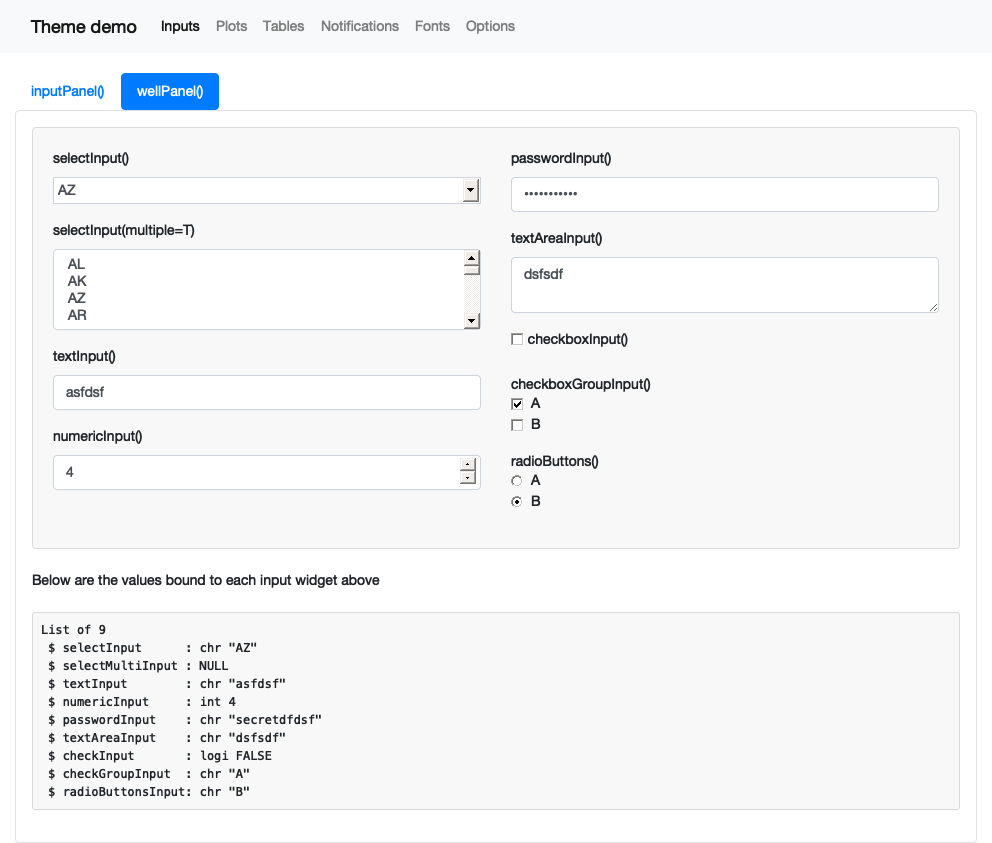 Theme demo Inputs Plots Tables Notifications Fonts Options
inputPanel() wellPanel()
selectInput()
AZ
selectInput(multiple=T)
AL
AK
AZ
AR
textInput()
asfdsf
numericInput()
4
passwordInput()
•••••••••••
textAreaInput()
dsfsdf
checkboxInput()
checkboxGroupInput()
A
B
radioButtons()
A
B
Below are the values bound to each input widget above
List of 9
 $ selectInput      : chr "AZ"
 $ selectMultiInput : NULL
 $ textInput        : chr "asfdsf"
 $ numericInput     : int 4
 $ passwordInput    : chr "secretdfdsf"
 $ textAreaInput    : chr "dsfsdf"
 $ checkInput       : logi FALSE
 $ checkGroupInput  : chr "A"
 $ radioButtonsInput: chr "B"